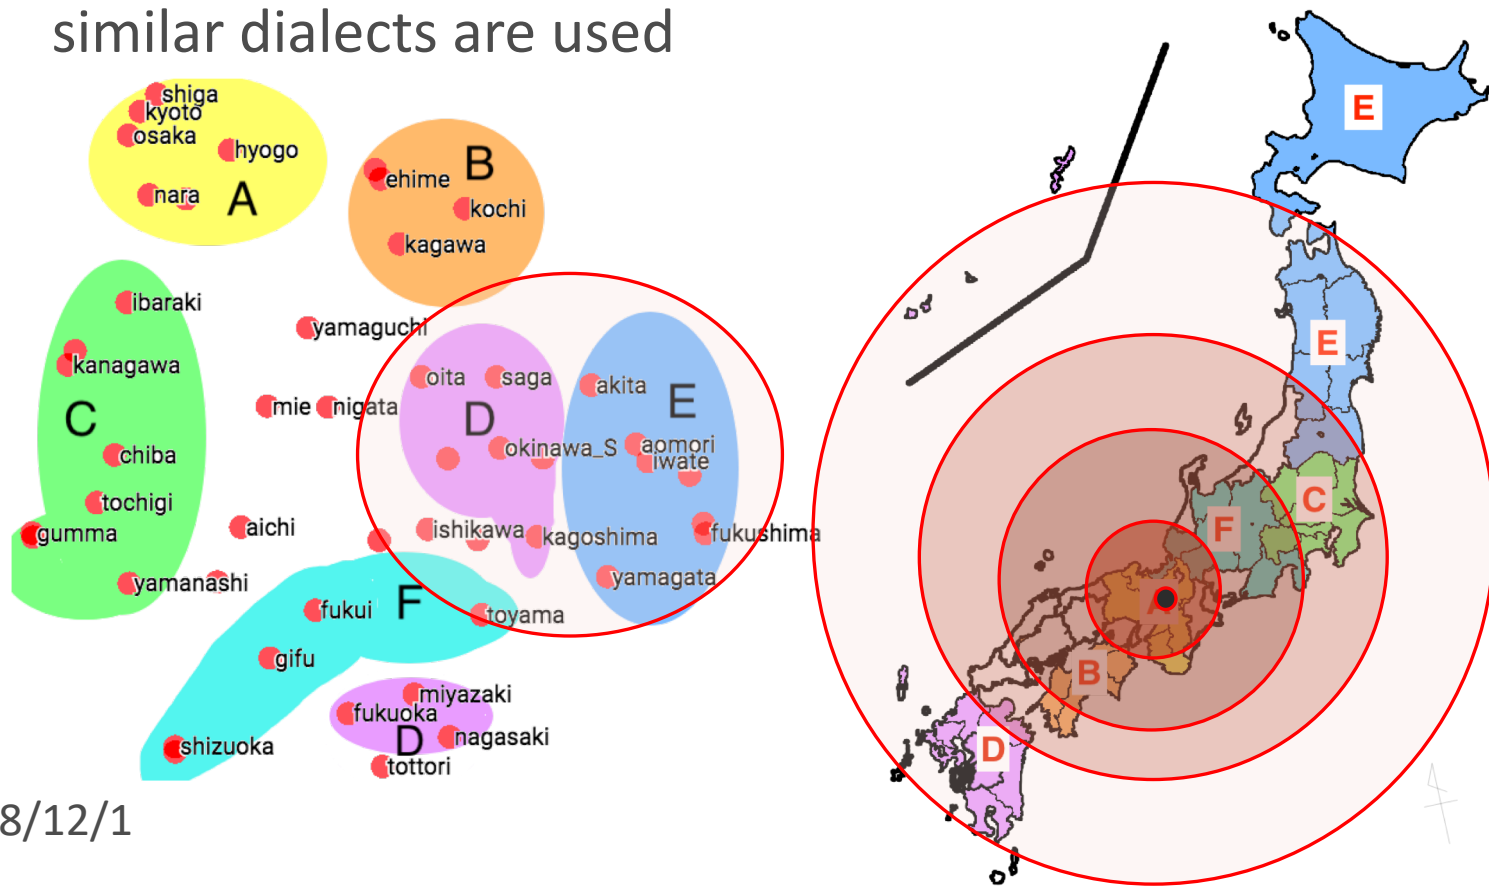 similar dialects are used
shiga
kyoto
osaka
hyogo
nara
A
B
ehime
kochi
kagawa
ibaraki
kanagawa
C
chiba
tochigi
gumma
yamanashi
yamaguchi
mie
nigata
aichi
oita
saga
D
okinawa_S
akita
E
aomori
iwate
ishikawa
kagoshima
fukushima
yamagata
fukui
F
toyama
gifu
shizuoka
miyazaki
fukuoka
D
nagasaki
tottori
8/12/1
E
E
C
F
A
B
D